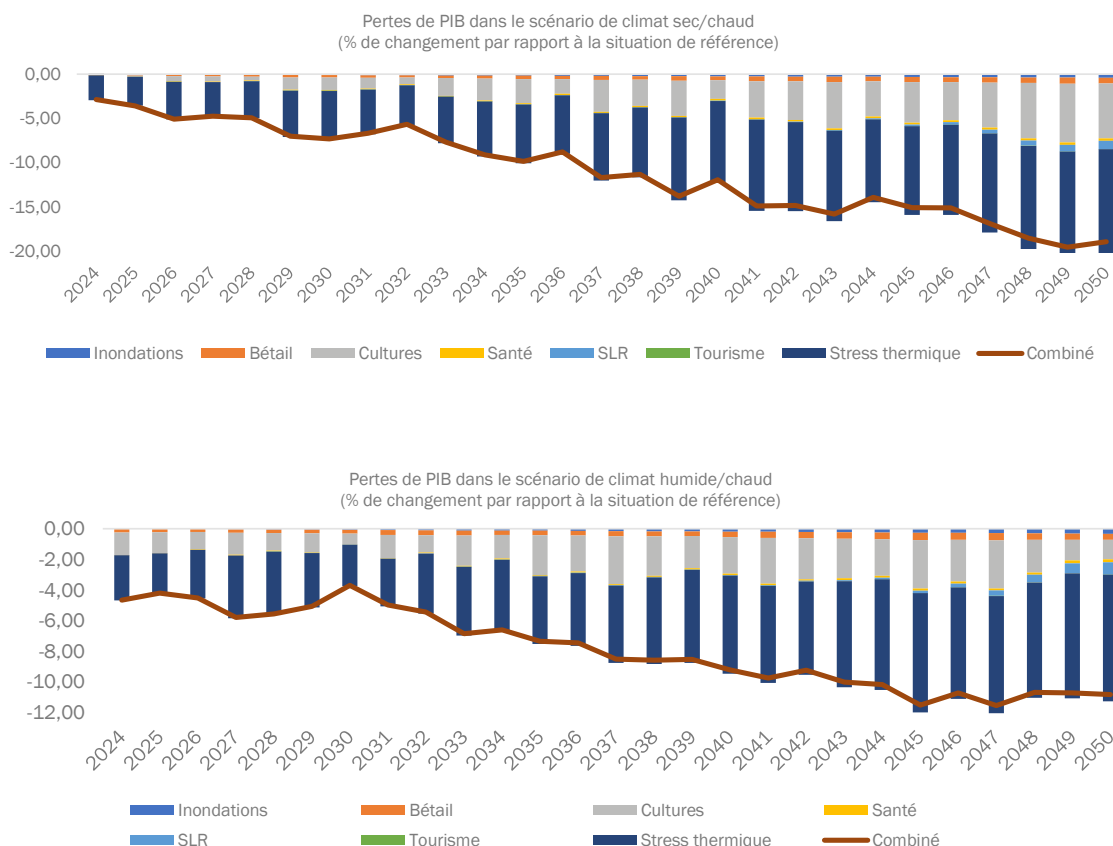 Pertes de PIB dans le scénario de climat sec/chaud
(% de changement par rapport à la situation de référence)
0,00
-5,00
-10,00
-15,00
-20,00
2024 2025 2026 2027 2028 2029 2030 2031 2032 2033 2034 2035 2036 2037 2038 2039 2040 2041 2042 2043 2044 2045 2046 2047 2048 2049 2050
Inondations Bétail Cultures Santé SLR Tourisme Stress thermique Combiné
Pertes de PIB dans le scénario de climat humide/chaud
(% de changement par rapport à la situation de référence)
0,00
-2,00
-4,00
-6,00
-8,00
-10,00
-12,00
2024 2025 2026 2027 2028 2029 2030 2031 2032 2033 2034 2035 2036 2037 2038 2039 2040 2041 2042 2043 2044 2045 2046 2047 2048 2049 2050
Inondations Bétail Cultures Santé
SLR Tourisme Stress thermique Combiné